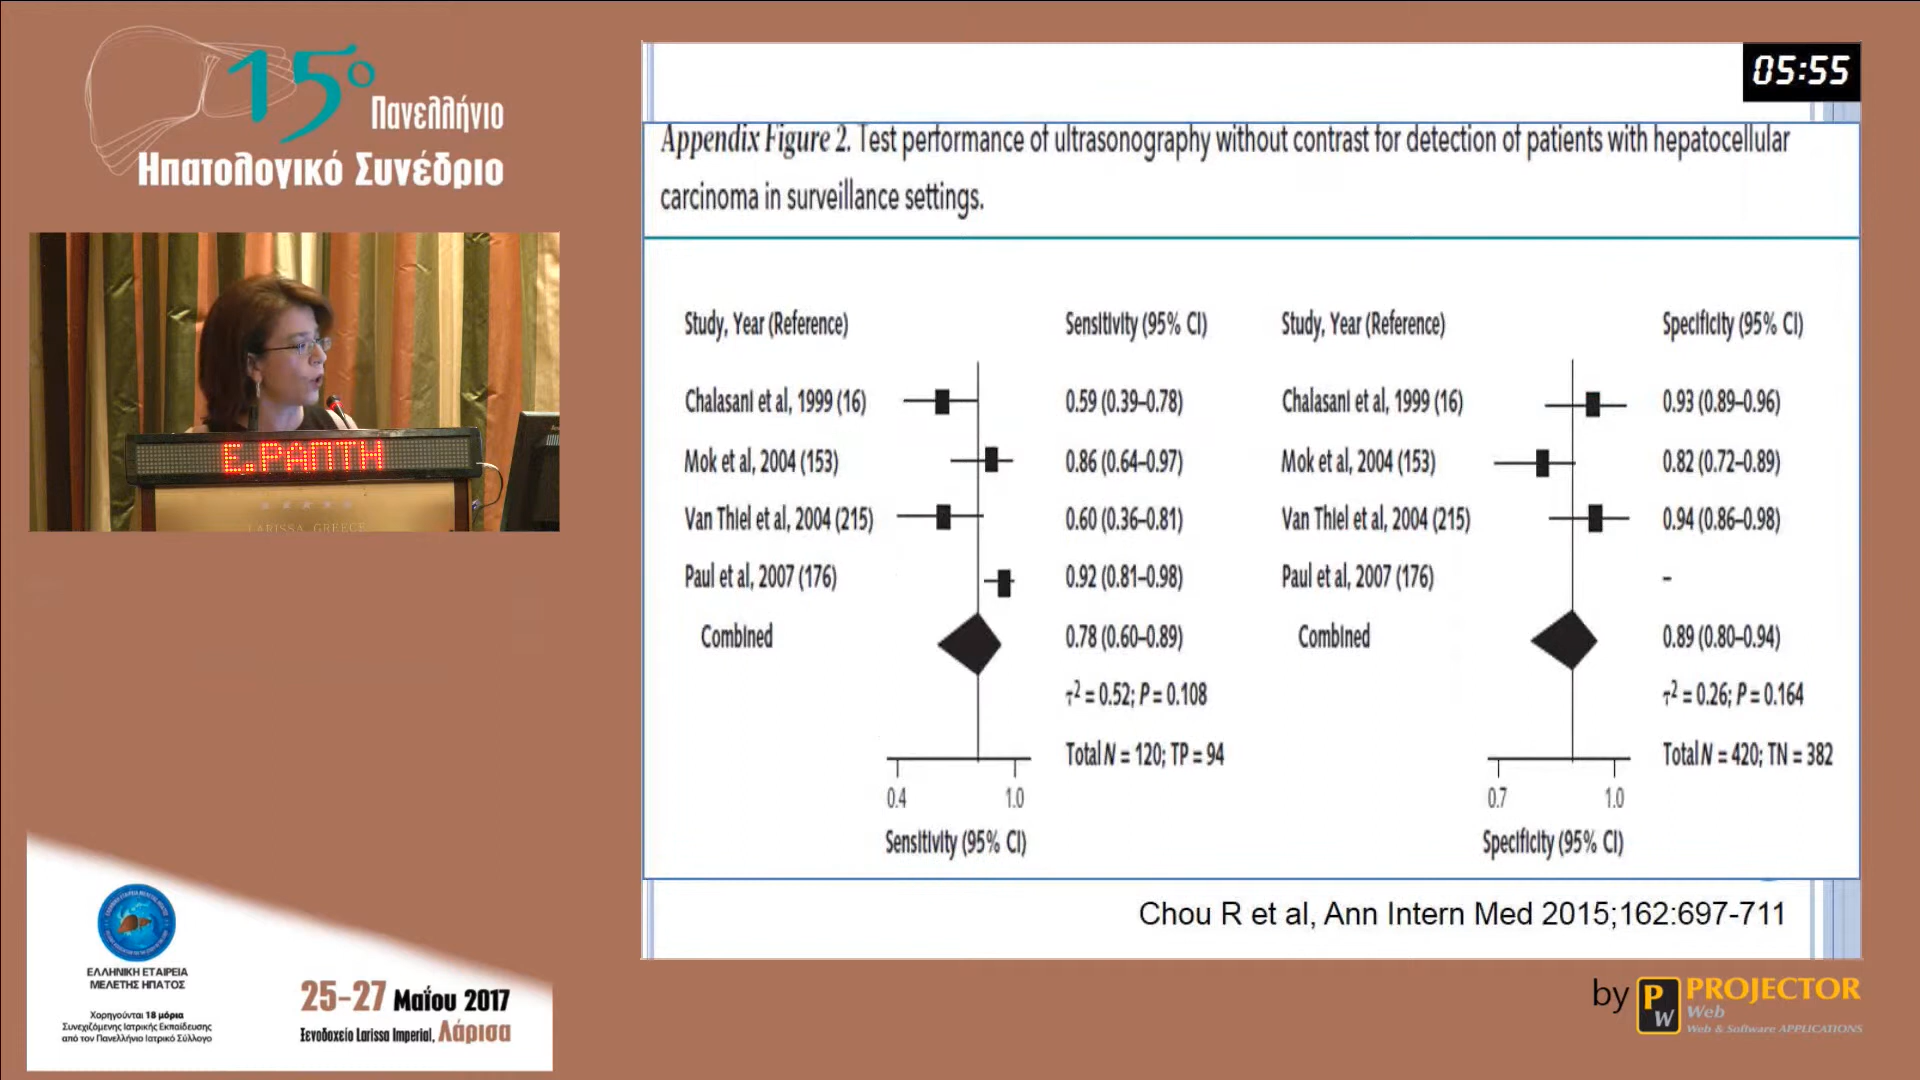 15ο
Πανελλήνιο
Ηπατολογικό Συνέδριο
Ε.ΡΑΠΤΗ
LARISSA, GREECE
ΕΛΛΗΝΙΚΗ ΕΤΑΙΡΕΙΑ
ΜΕΛΕΤΗΣ ΗΠΑΤΟΣ
Χορηγούνται 18 μόρια
Συνεχιζόμενης Ιατρικής Εκπαίδευσης
από τον Πανελλήνιο Ιατρικό Σύλλογο
25-27 Μαΐου 2017
Ξενοδοχείο Larissa Imperial, Λάρισα
05:55
Appendix Figure 2. Test performance of ultrasonography without contrast for detection of patients with hepatocellular
carcinoma in surveillance settings.
Study, Year (Reference) Sensitivity (95% CI) Study, Year (Reference) Specificity (95% CI)
Chalasani et al, 1999 (16) 0.59 (0.39–0.78) Chalasani et al, 1999 (16) 0.93 (0.89–0.96)
Mok et al, 2004 (153) 0.86 (0.64–0.97) Mok et al, 2004 (153) 0.82 (0.72–0.89)
Van Thiel et al, 2004 (215) 0.60 (0.36–0.81) Van Thiel et al, 2004 (215) 0.94 (0.86–0.98)
Paul et al, 2007 (176) 0.92 (0.81–0.98) Paul et al, 2007 (176) –
Combined 0.78 (0.60–0.89) Combined 0.89 (0.80–0.94)
τ² = 0.52; P = 0.108 τ² = 0.26; P = 0.164
Total N = 120; TP = 94 Total N = 420; TN = 382
0.4 1.0 0.7 1.0
Sensitivity (95% CI) Specificity (95% CI)
Chou R et al, Ann Intern Med 2015;162:697-711
by PW PROJECTOR
Web
Web & Software APPLICATIONS